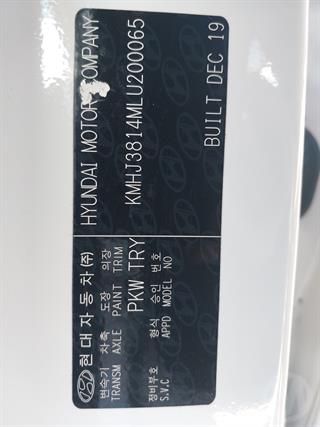 현대자동차㈜ HYUNDAI MOTOR COMPANY
변속기 차축 도장 의장
TRANSM AXLE PAINT TRIM
KMHJ3814MLU200065
PKW TRY
정비부호 형식 승인 번호
S.V.C APPD MODEL NO
BUILT DEC 19